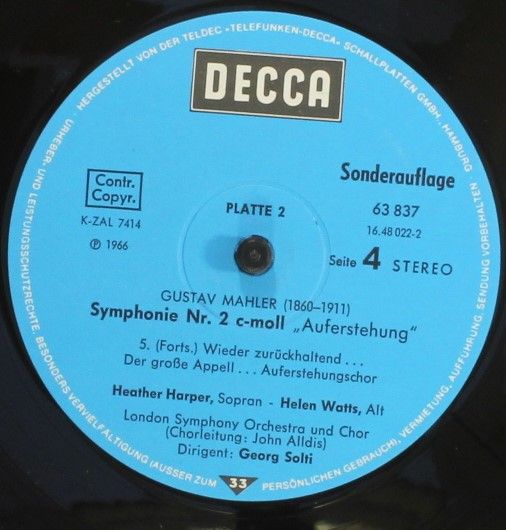 HERGESTELLT VON DER TELDEC »TELEFUNKEN-DECCA« SCHALLPLATTEN GMBH., HAMBURG
URHEBER- UND LEISTUNGSSCHUTZRECHTE, BESONDERS VERVIELFÄLTIGUNG (AUSSER ZUM PERSÖNLICHEN GEBRAUCH), VERMIETUNG, AUFFÜHRUNG, SENDUNG VORBEHALTEN
DECCA
Contr.
Copyr.
K-ZAL 7414
Ⓟ 1966
PLATTE 2
Sonderauflage
63 837
16.48 022-2
Seite 4 STEREO
GUSTAV MAHLER (1860–1911)
Symphonie Nr. 2 c-moll „Auferstehung“
5. (Forts.) Wieder zurückhaltend . . .
Der große Appell . . . Auferstehungschor
Heather Harper, Sopran - Helen Watts, Alt
London Symphony Orchestra und Chor
(Chorleitung: John Alldis)
Dirigent: Georg Solti
33